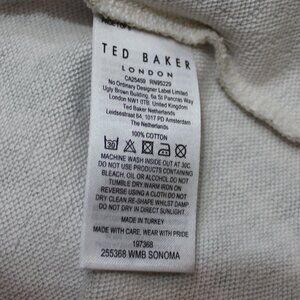 TED BAKER
LONDON
CA25459 RN95229
No Ordinary Designer Label Limited
Ugly Brown Building, 6a St Pancras Way
London NW1 0TB United Kingdom
Ted Baker Netherlands
Leidsestraat 84, 1017 PD Amsterdam
The Netherlands
100% COTTON
MACHINE WASH INSIDE OUT AT 30C
DO NOT USE PRODUCTS CONTAINING
BLEACH, OIL OR ALCOHOL DO NOT
TUMBLE DRY.WARM IRON ON
REVERSE USING A CLOTH DO NOT
DRY CLEAN.RE-SHAPE WHILST DAMP
DO NOT DRY IN DIRECT SUNLIGHT.
MADE IN TURKEY
MADE WITH CARE, WEAR WITH PRIDE
197368
255368 WMB SONOMA